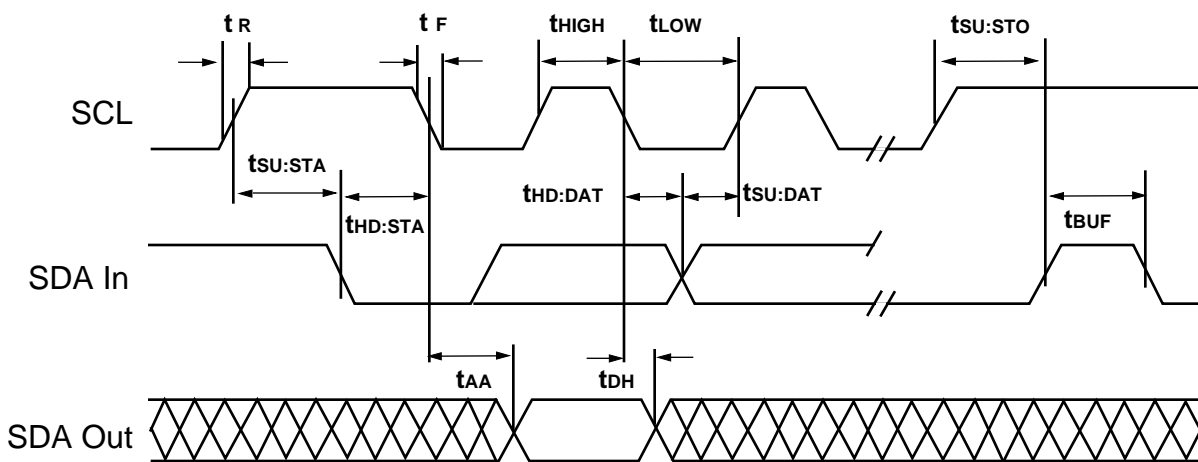 tR tF tHIGH tLOW tSU:STO
SCL
tSU:STA
tHD:DAT tSU:DAT
tHD:STA tBUF
SDA In
tAA tDH
SDA Out